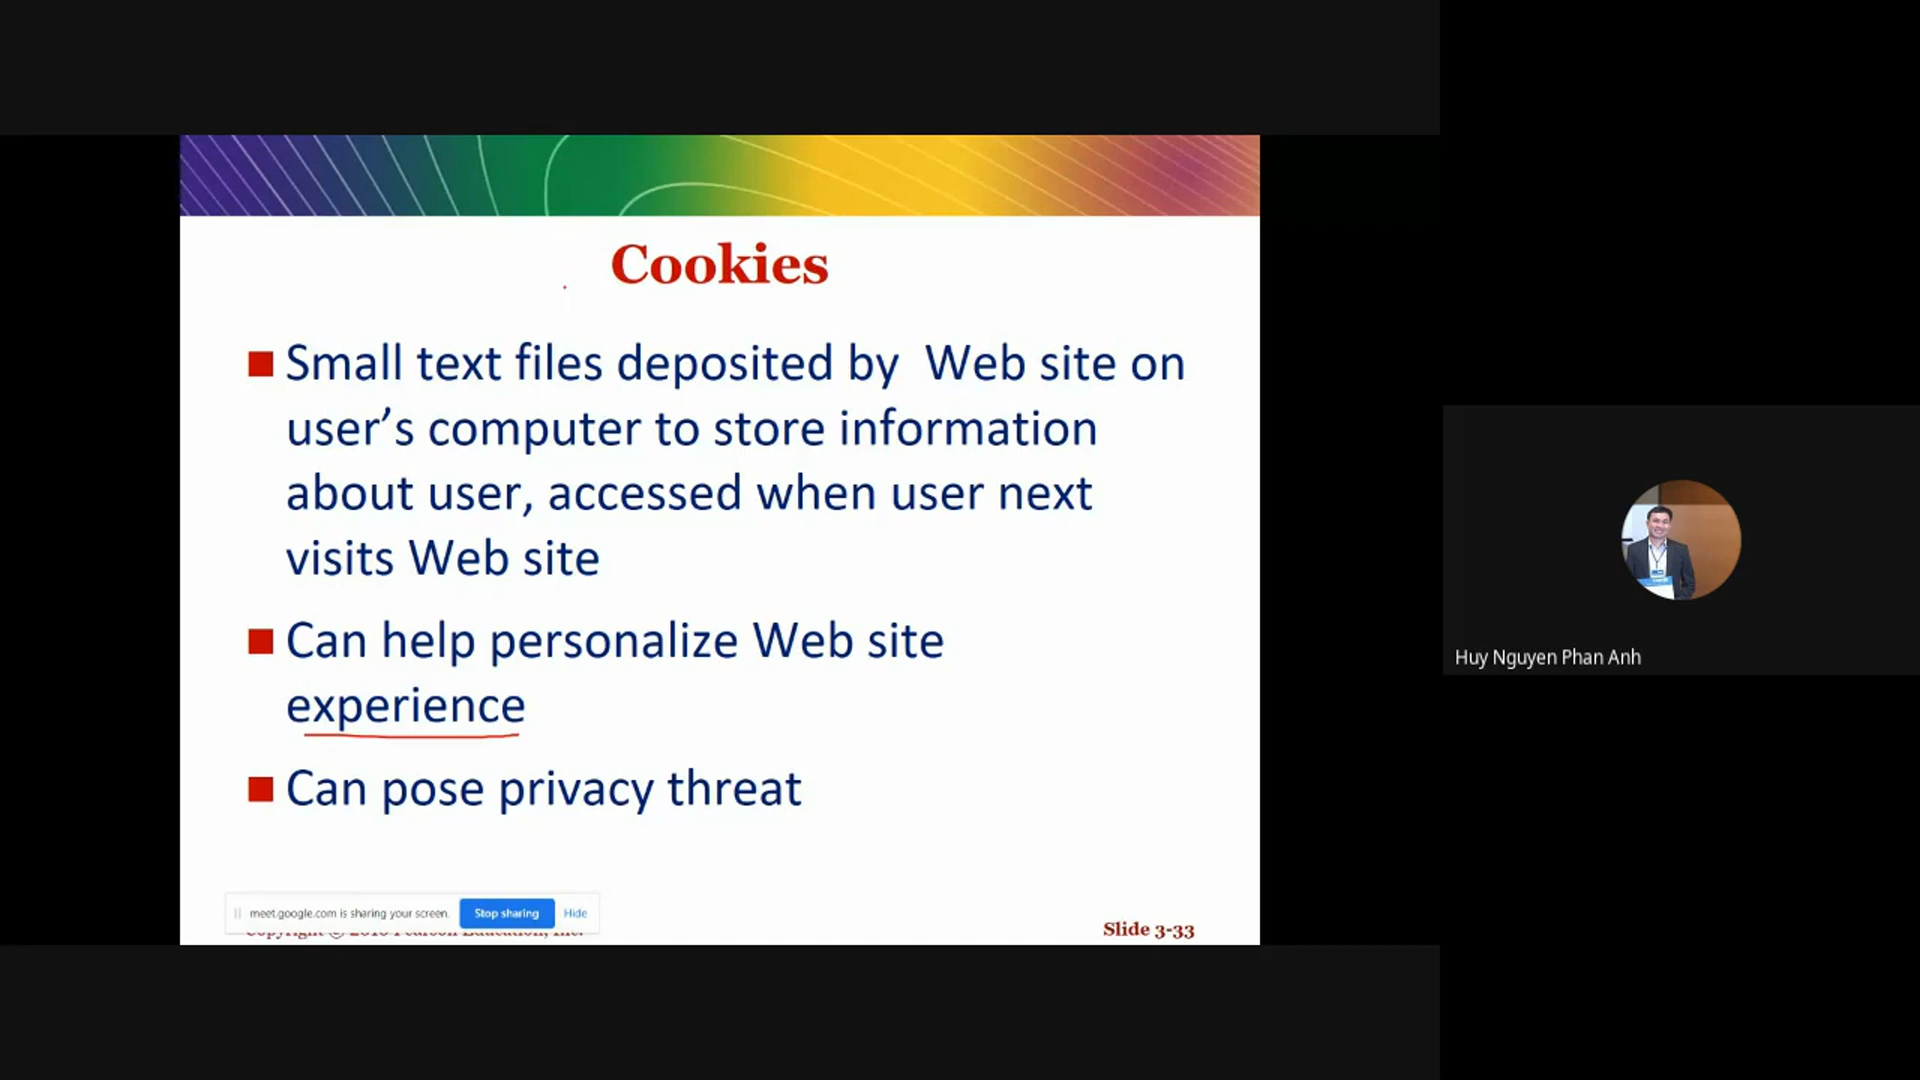 Cookies
Small text files deposited by Web site on
user’s computer to store information
about user, accessed when user next
visits Web site
Can help personalize Web site
experience
Can pose privacy threat
meet.google.com is sharing your screen.
Stop sharing
Hide
Slide 3-33
Huy Nguyen Phan Anh